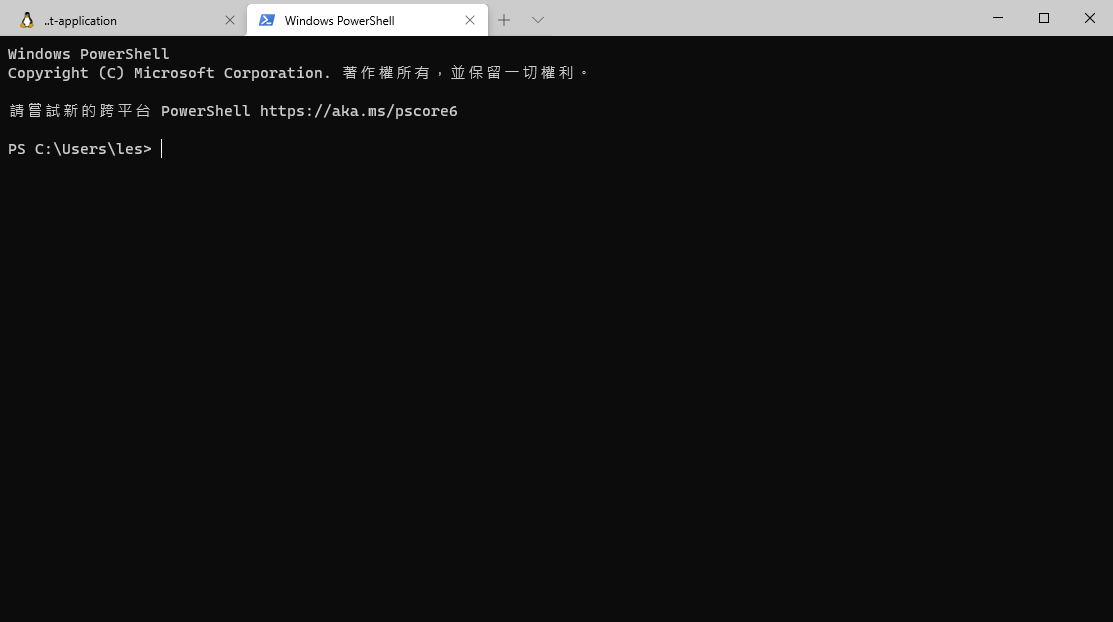 ..t-application
Windows PowerShell
Windows PowerShell
Copyright (C) Microsoft Corporation. 著作權所有，並保留一切權利。
請嘗試新的跨平台 PowerShell https://aka.ms/pscore6
PS C:\Users\les>